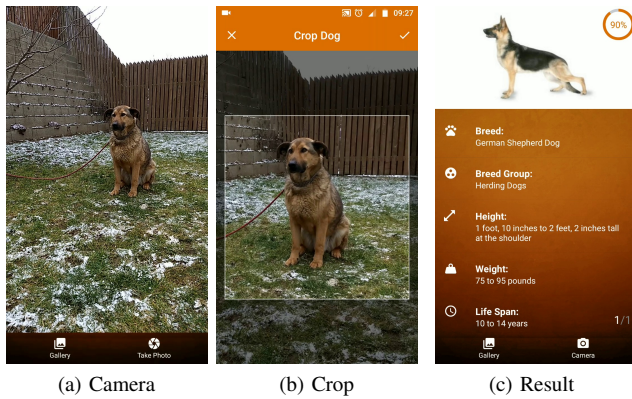 Gallery
Take Photo
(a) Camera
09:27
Crop Dog
(b) Crop
90%
Breed:
German Shepherd Dog
Breed Group:
Herding Dogs
Height:
1 foot, 10 inches to 2 feet, 2 inches tall
at the shoulder
Weight:
75 to 95 pounds
Life Span:
10 to 14 years
1/1
Gallery
Camera
(c) Result